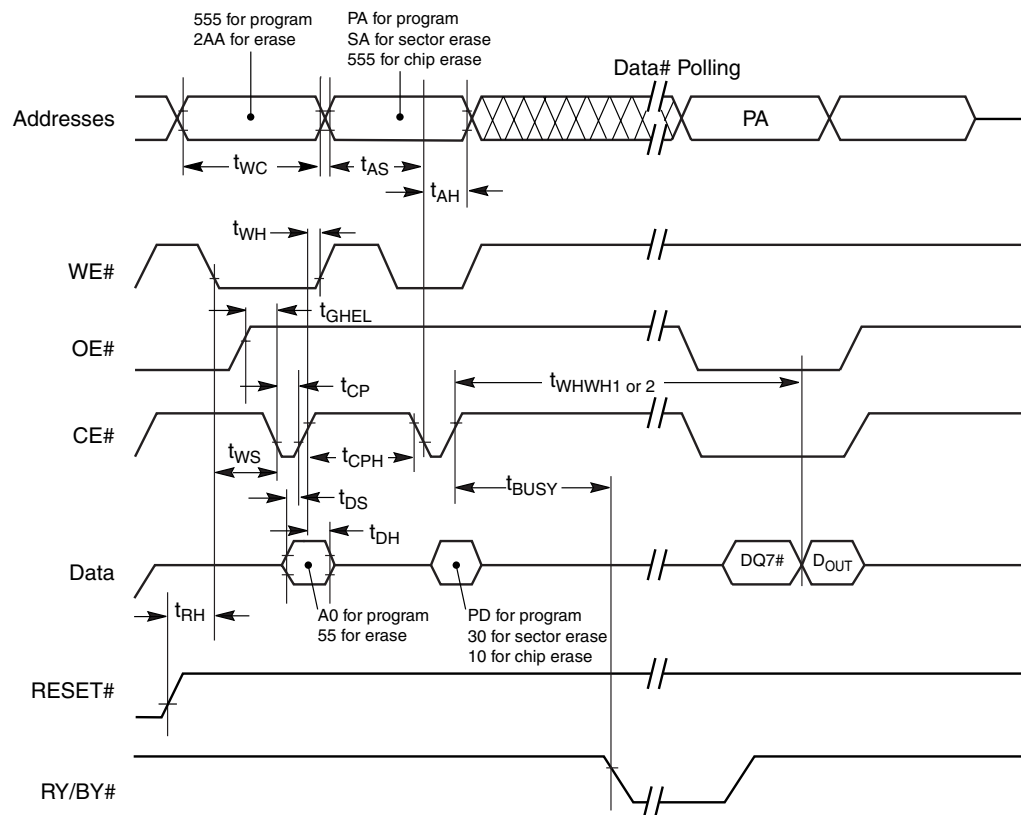 555 for program
2AA for erase
PA for program
SA for sector erase
555 for chip erase
Data# Polling
Addresses
PA
tWC
tAS
tAH
tWH
WE#
tGHEL
OE#
tCP
tWHWH1 or 2
CE#
tWS
tCPH
tBUSY
tDS
tDH
Data
DQ7#
DOUT
tRH
A0 for program
55 for erase
PD for program
30 for sector erase
10 for chip erase
RESET#
RY/BY#